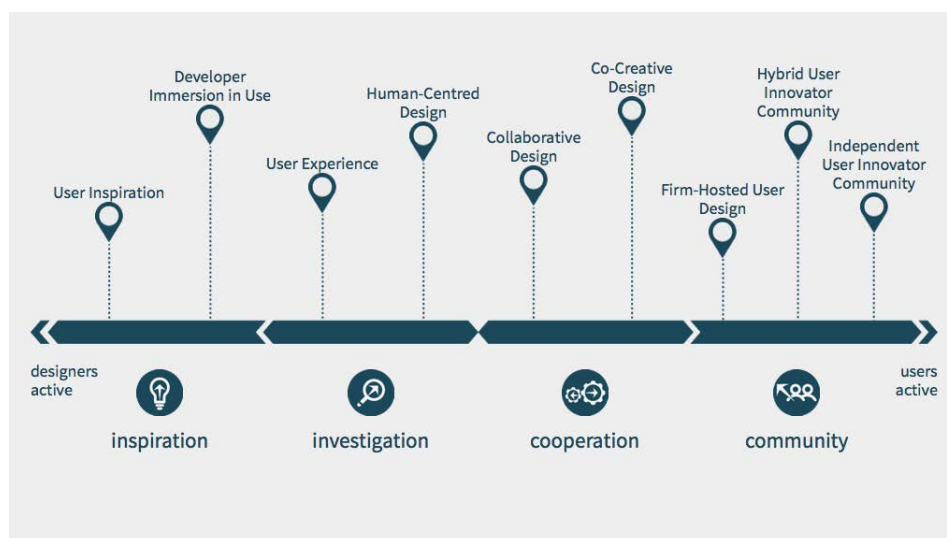 User Inspiration
Developer
Immersion in Use
User Experience
Human-Centred
Design
Collaborative
Design
Co-Creative
Design
Firm-Hosted User
Design
Hybrid User
Innovator
Community
Independent
User Innovator
Community
designers
active
users
active
inspiration
investigation
cooperation
community